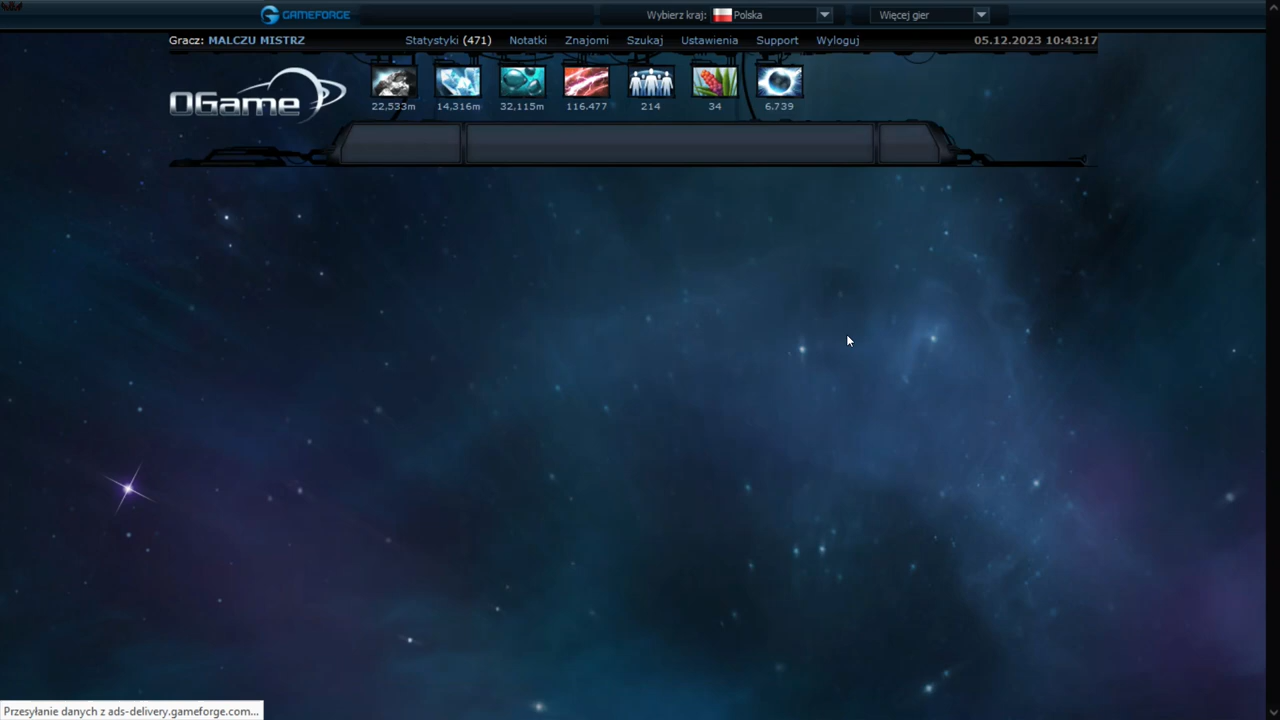 GAMEFORGE Wybierz kraj: Polska Więcej gier
Gracz: MALCZU MISTRZ Statystyki (471) Notatki Znajomi Szukaj Ustawienia Support Wyloguj 05.12.2023 10:43:17
OGame
22,533m 14,316m 32,115m 116.477 214 34 6.739
Przesyłanie danych z ads-delivery.gameforge.com...